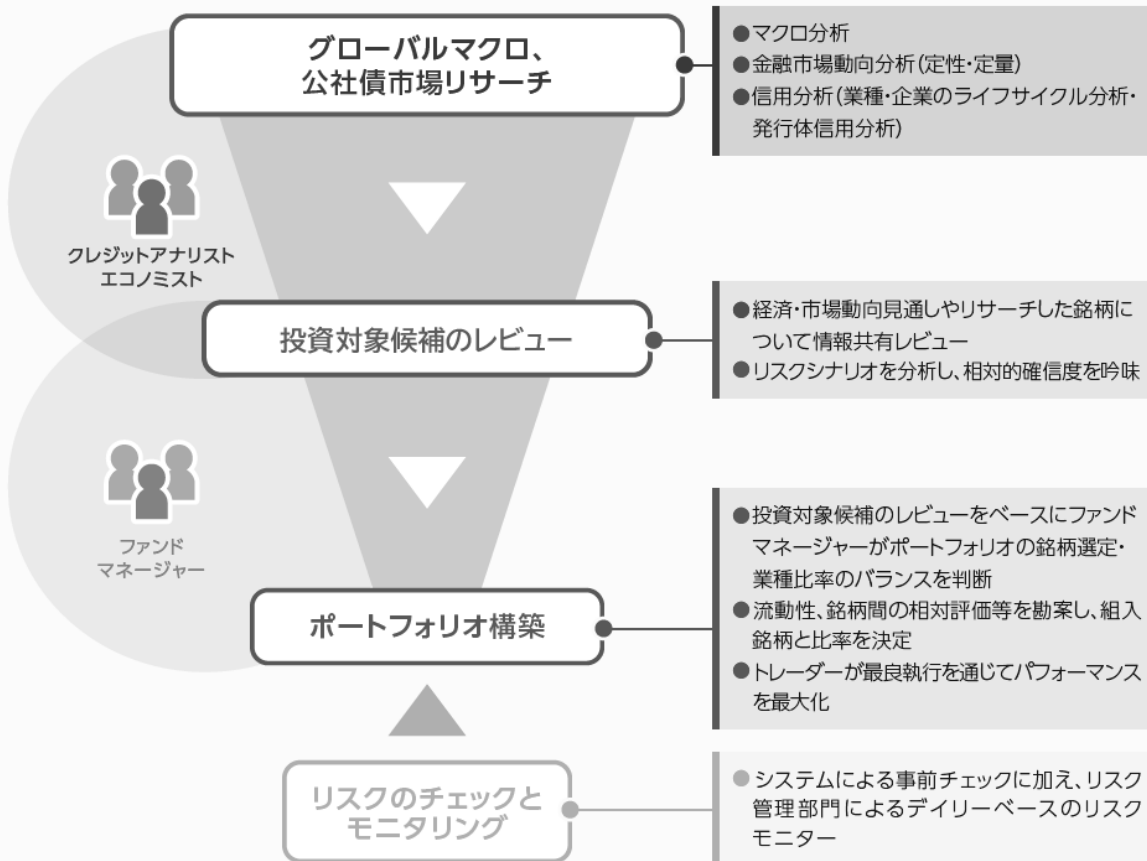 グローバルマクロ、
公社債市場リサーチ
●マクロ分析
●金融市場動向分析(定性・定量)
●信用分析(業種・企業のライフサイクル分析・
発行体信用分析)
クレジットアナリスト
エコノミスト
投資対象候補のレビュー
●経済・市場動向見通しやリサーチした銘柄に
ついて情報共有レビュー
●リスクシナリオを分析し、相対的確信度を吟味
ファンド
マネージャー
ポートフォリオ構築
●投資対象候補のレビューをベースにファンド
マネージャーがポートフォリオの銘柄選定・
業種比率のバランスを判断
●流動性、銘柄間の相対評価等を勘案し、組入
銘柄と比率を決定
●トレーダーが最良執行を通じてパフォーマンス
を最大化
リスクのチェックと
モニタリング
●システムによる事前チェックに加え、リスク
管理部門によるデイリーベースのリスク
モニター